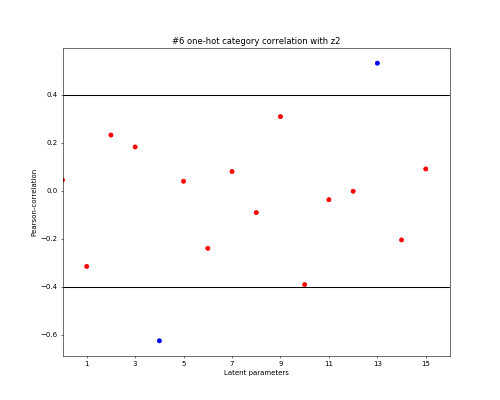 #6 one-hot category correlation with z2
0.4
0.2
0.0
−0.2
−0.4
−0.6
Pearson-correlation
1 3 5 7 9 11 13 15
Latent parameters